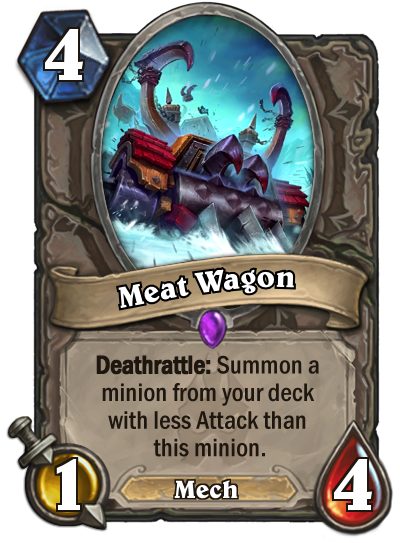 4
Meat Wagon
Deathrattle: Summon a
minion from your deck
with less Attack than
this minion.
1
Mech
4